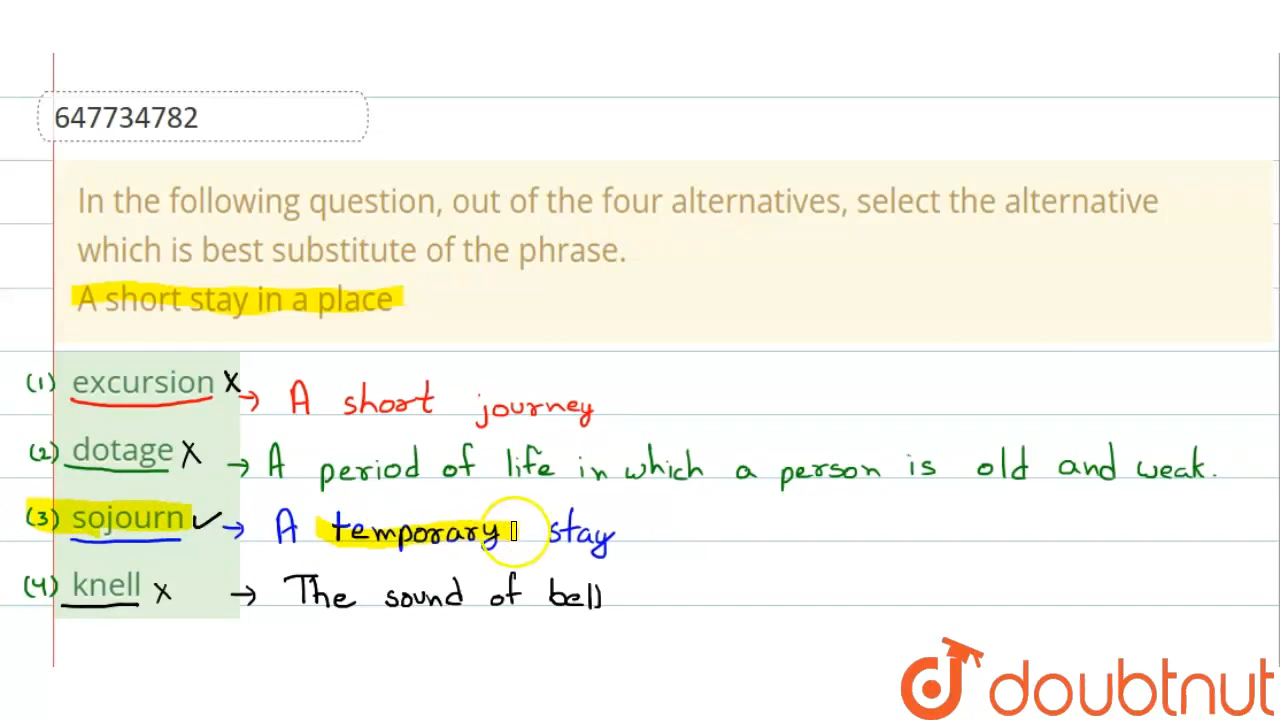 647734782
In the following question, out of the four alternatives, select the alternative
which is best substitute of the phrase.
A short stay in a place
(1) excursion x → A short journey
(2) dotage x → A period of life in which a person is old and weak.
(3) sojourn ✓ → A temporary stay
(4) knell x → The sound of bell
doubtnut